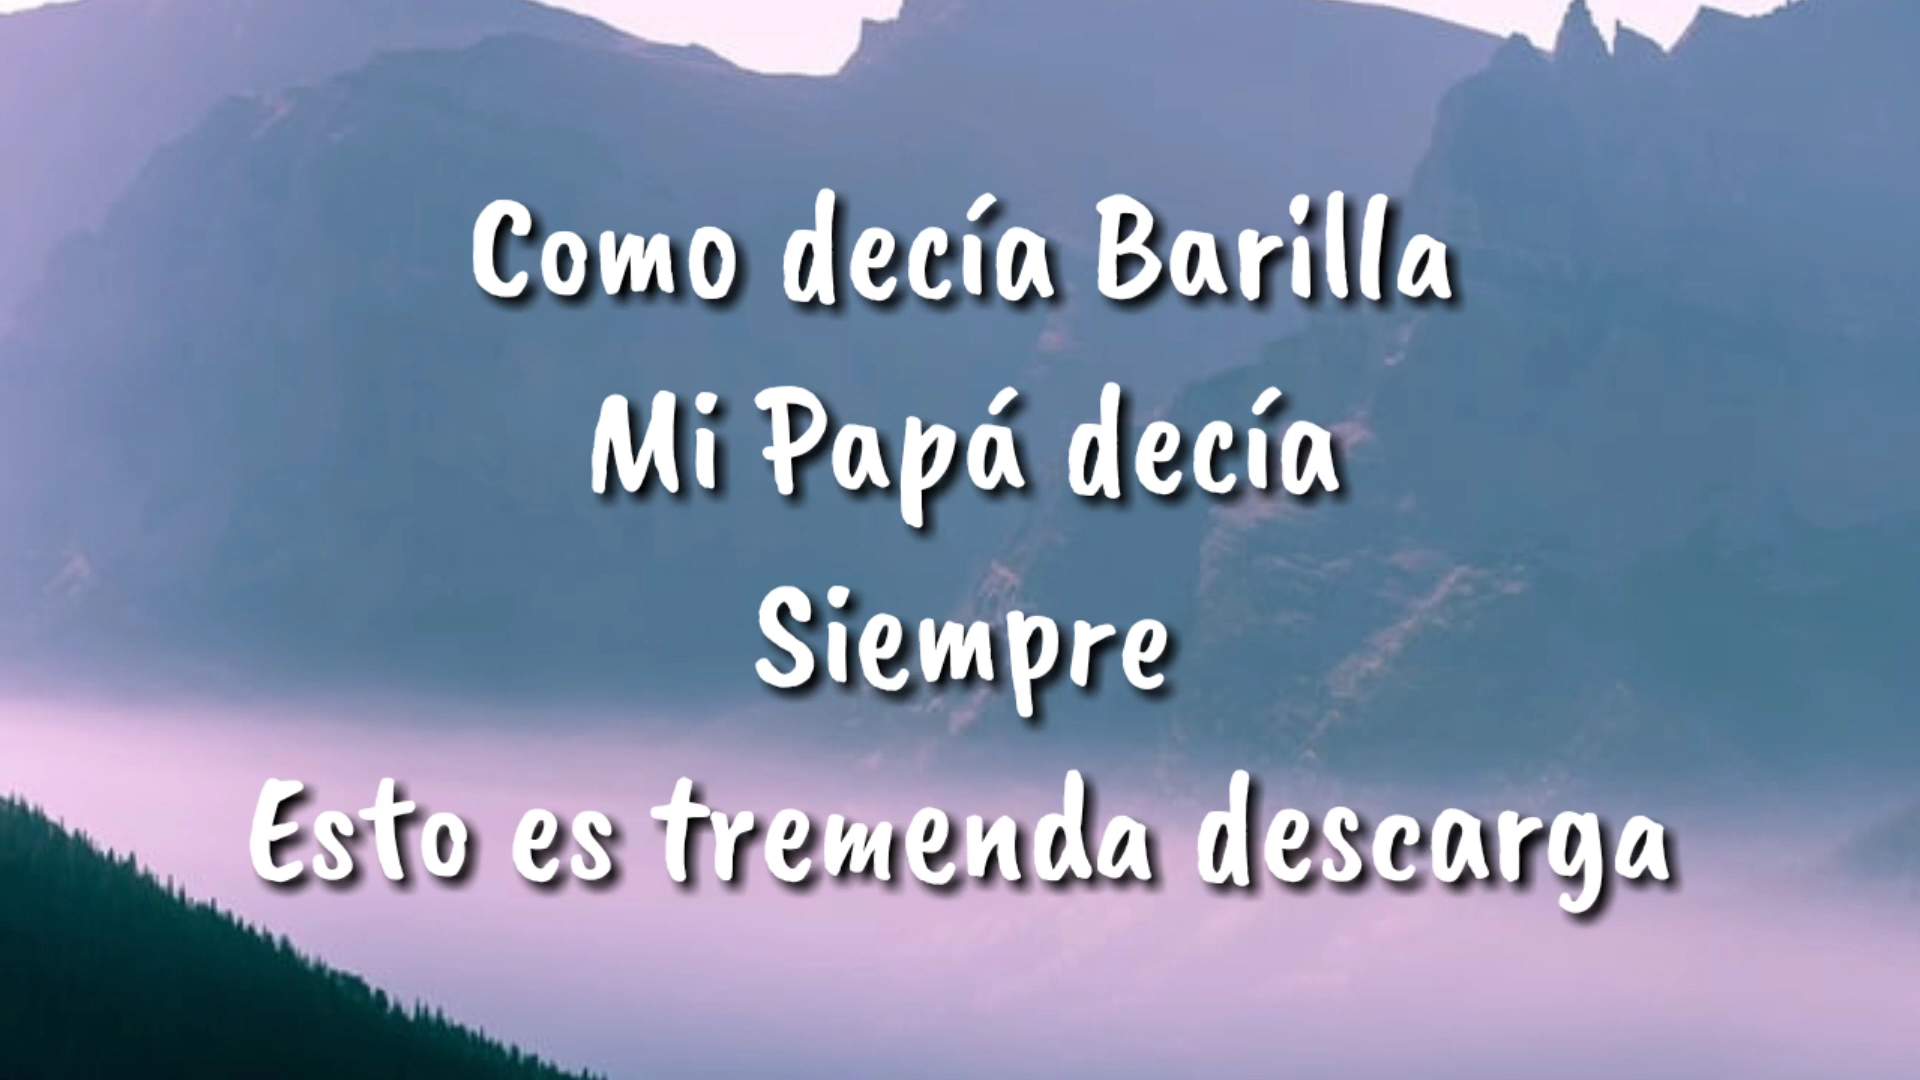 Como decía Barilla
Mi Papá decía
Siempre
Esto es tremenda descarga